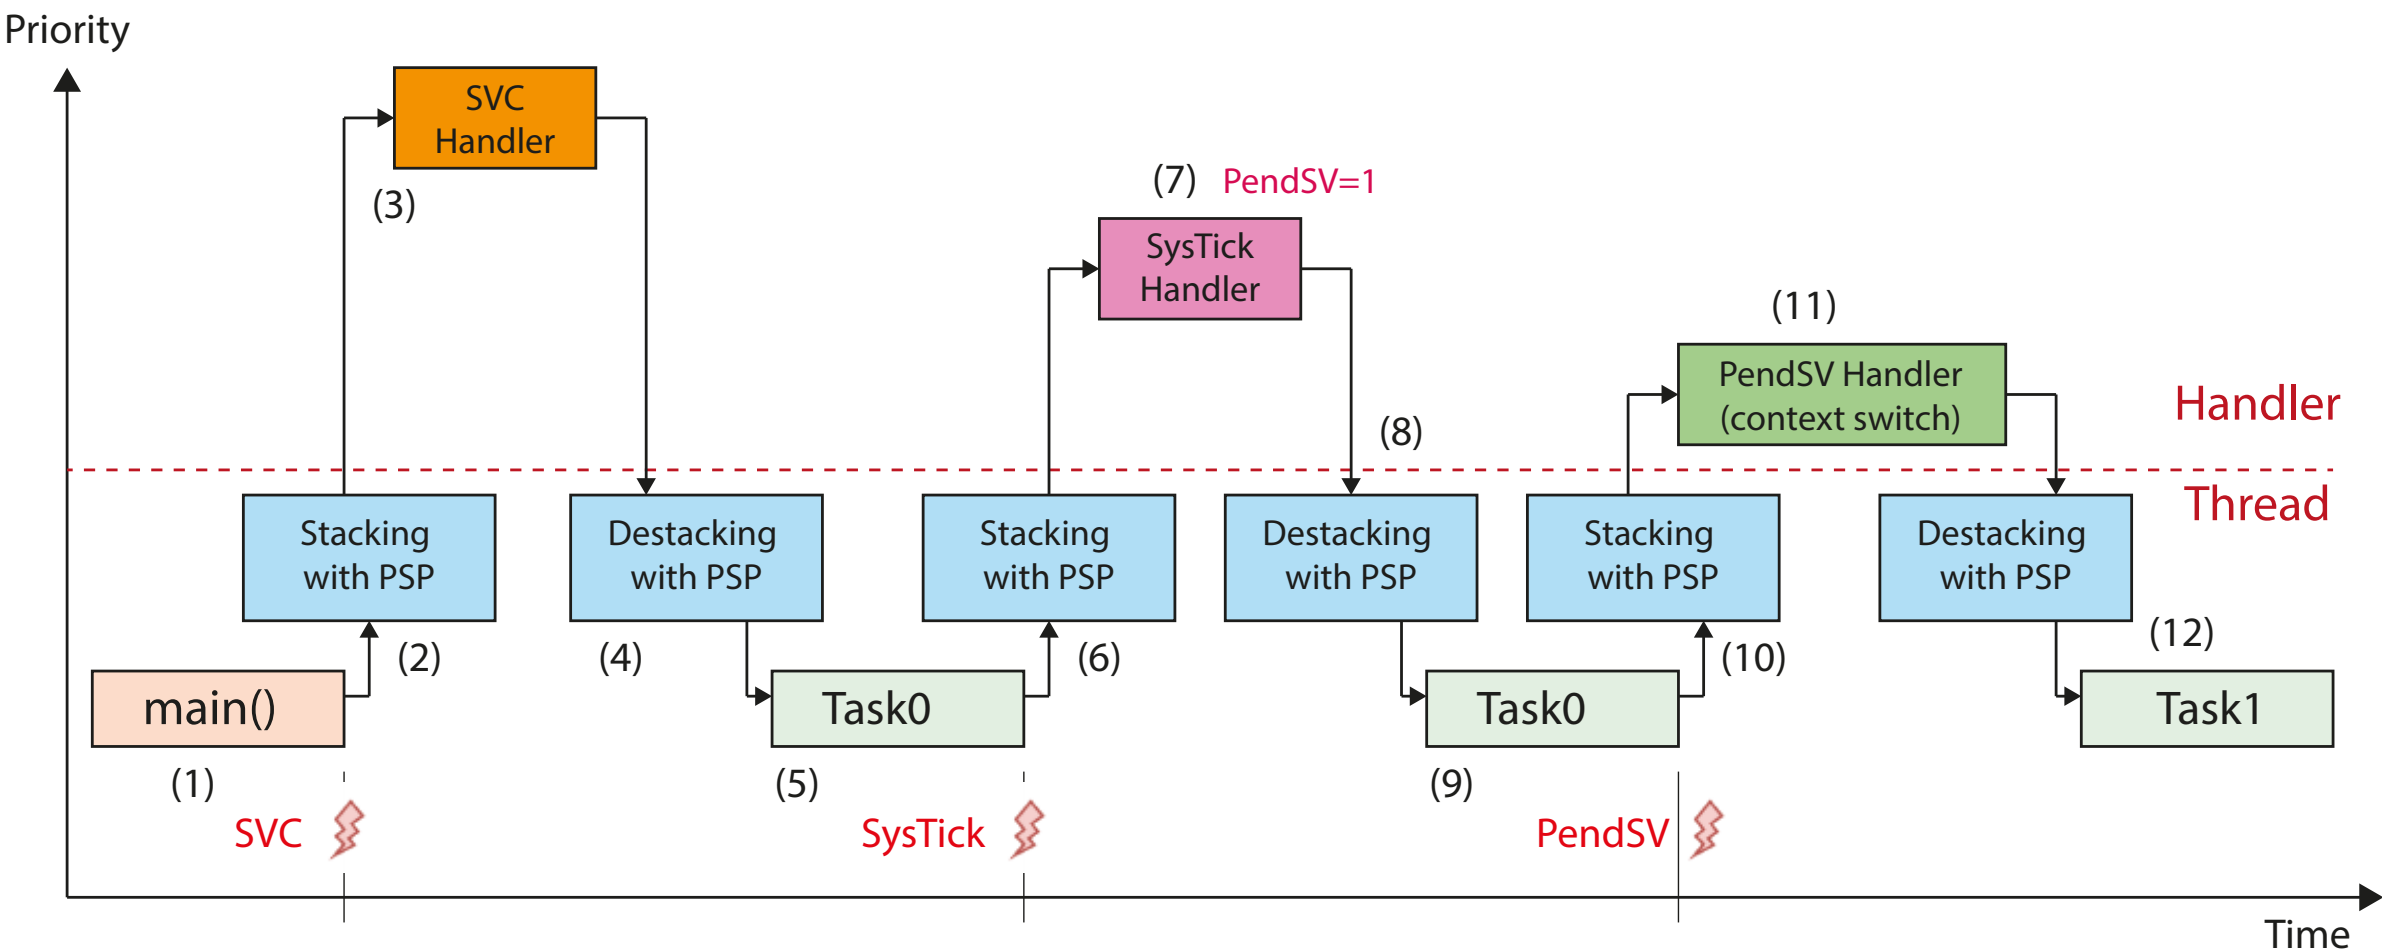 Priority
SVC
Handler
(3)
(7) PendSV=1
SysTick
Handler
(11)
PendSV Handler
(context switch)
Handler
(8)
Thread
Stacking
with PSP
Destacking
with PSP
Stacking
with PSP
Destacking
with PSP
Stacking
with PSP
Destacking
with PSP
(2)
(4)
(6)
(10)
(12)
main()
Task0
Task0
Task1
(1)
(5)
(9)
SVC
SysTick
PendSV
Time